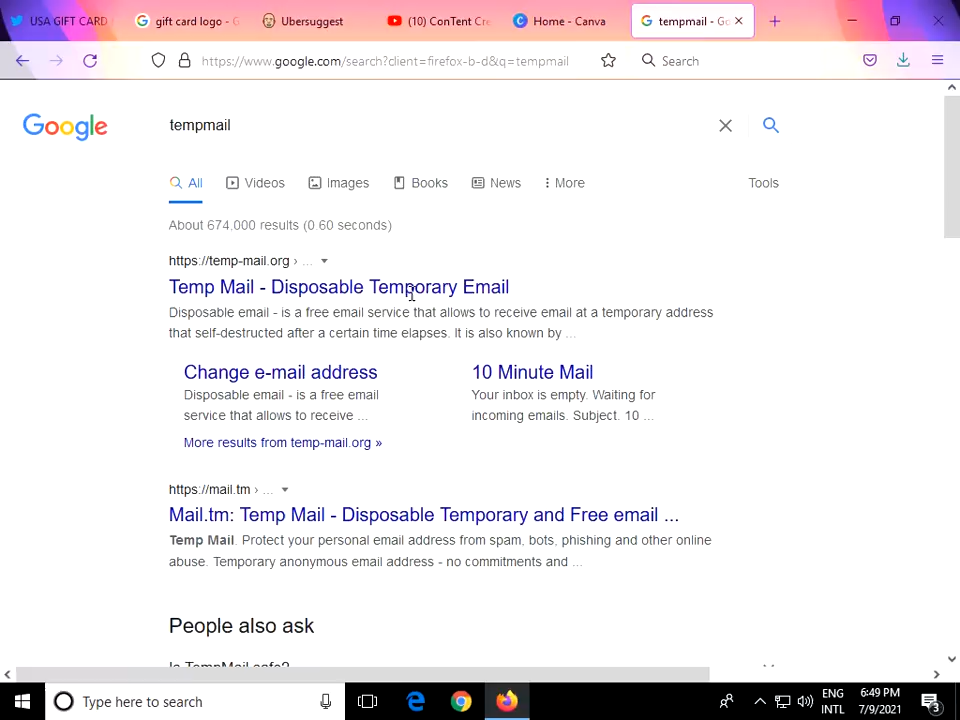 USA GIFT CARD
gift card logo - G
Ubersuggest
(10) ConTent Cre
Home - Canva
tempmail - Go
https://www.google.com/search?client=firefox-b-d&q=tempmail
Search
Google
tempmail
All
Videos
Images
Books
News
More
Tools
About 674,000 results (0.60 seconds)
https://temp-mail.org › ...
Temp Mail - Disposable Temporary Email
Disposable email - is a free email service that allows to receive email at a temporary address
that self-destructed after a certain time elapses. It is also known by ...
Change e-mail address
Disposable email - is a free email
service that allows to receive ...
10 Minute Mail
Your inbox is empty. Waiting for
incoming emails. Subject. 10 ...
More results from temp-mail.org »
https://mail.tm › ...
Mail.tm: Temp Mail - Disposable Temporary and Free email ...
Temp Mail. Protect your personal email address from spam, bots, phishing and other online
abuse. Temporary anonymous email address - no commitments and ...
People also ask
Is TempMail safe?
Type here to search
ENG
INTL
6:49 PM
7/9/2021
3